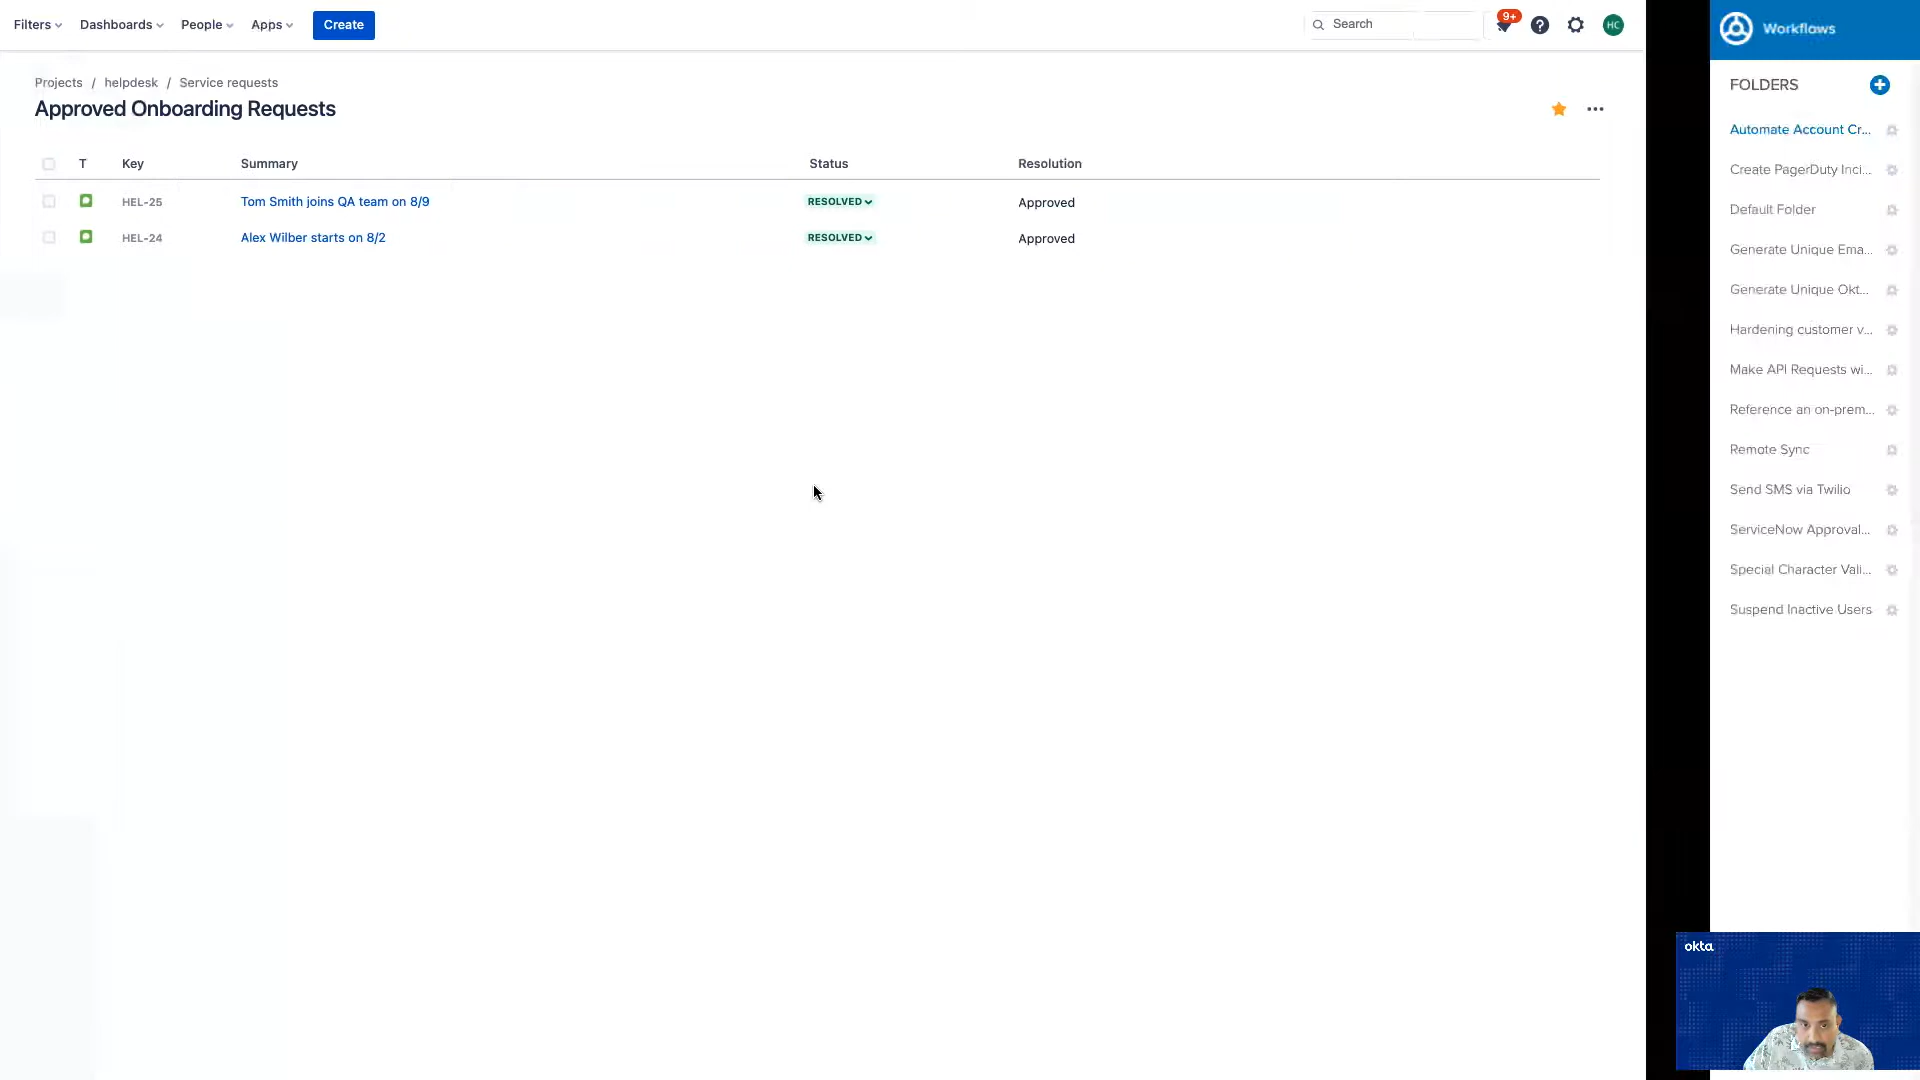 Filters Dashboards People Apps Create Search 9+ HC
Projects / helpdesk / Service requests
Approved Onboarding Requests
T Key Summary Status Resolution
HEL-25 Tom Smith joins QA team on 8/9 RESOLVED Approved
HEL-24 Alex Wilber starts on 8/2 RESOLVED Approved
Workflows
FOLDERS
Automate Account Cr...
Create PagerDuty Inci...
Default Folder
Generate Unique Ema...
Generate Unique Okt...
Hardening customer v...
Make API Requests wi...
Reference an on-prem...
Remote Sync
Send SMS via Twilio
ServiceNow Approval...
Special Character Vali...
Suspend Inactive Users
okta